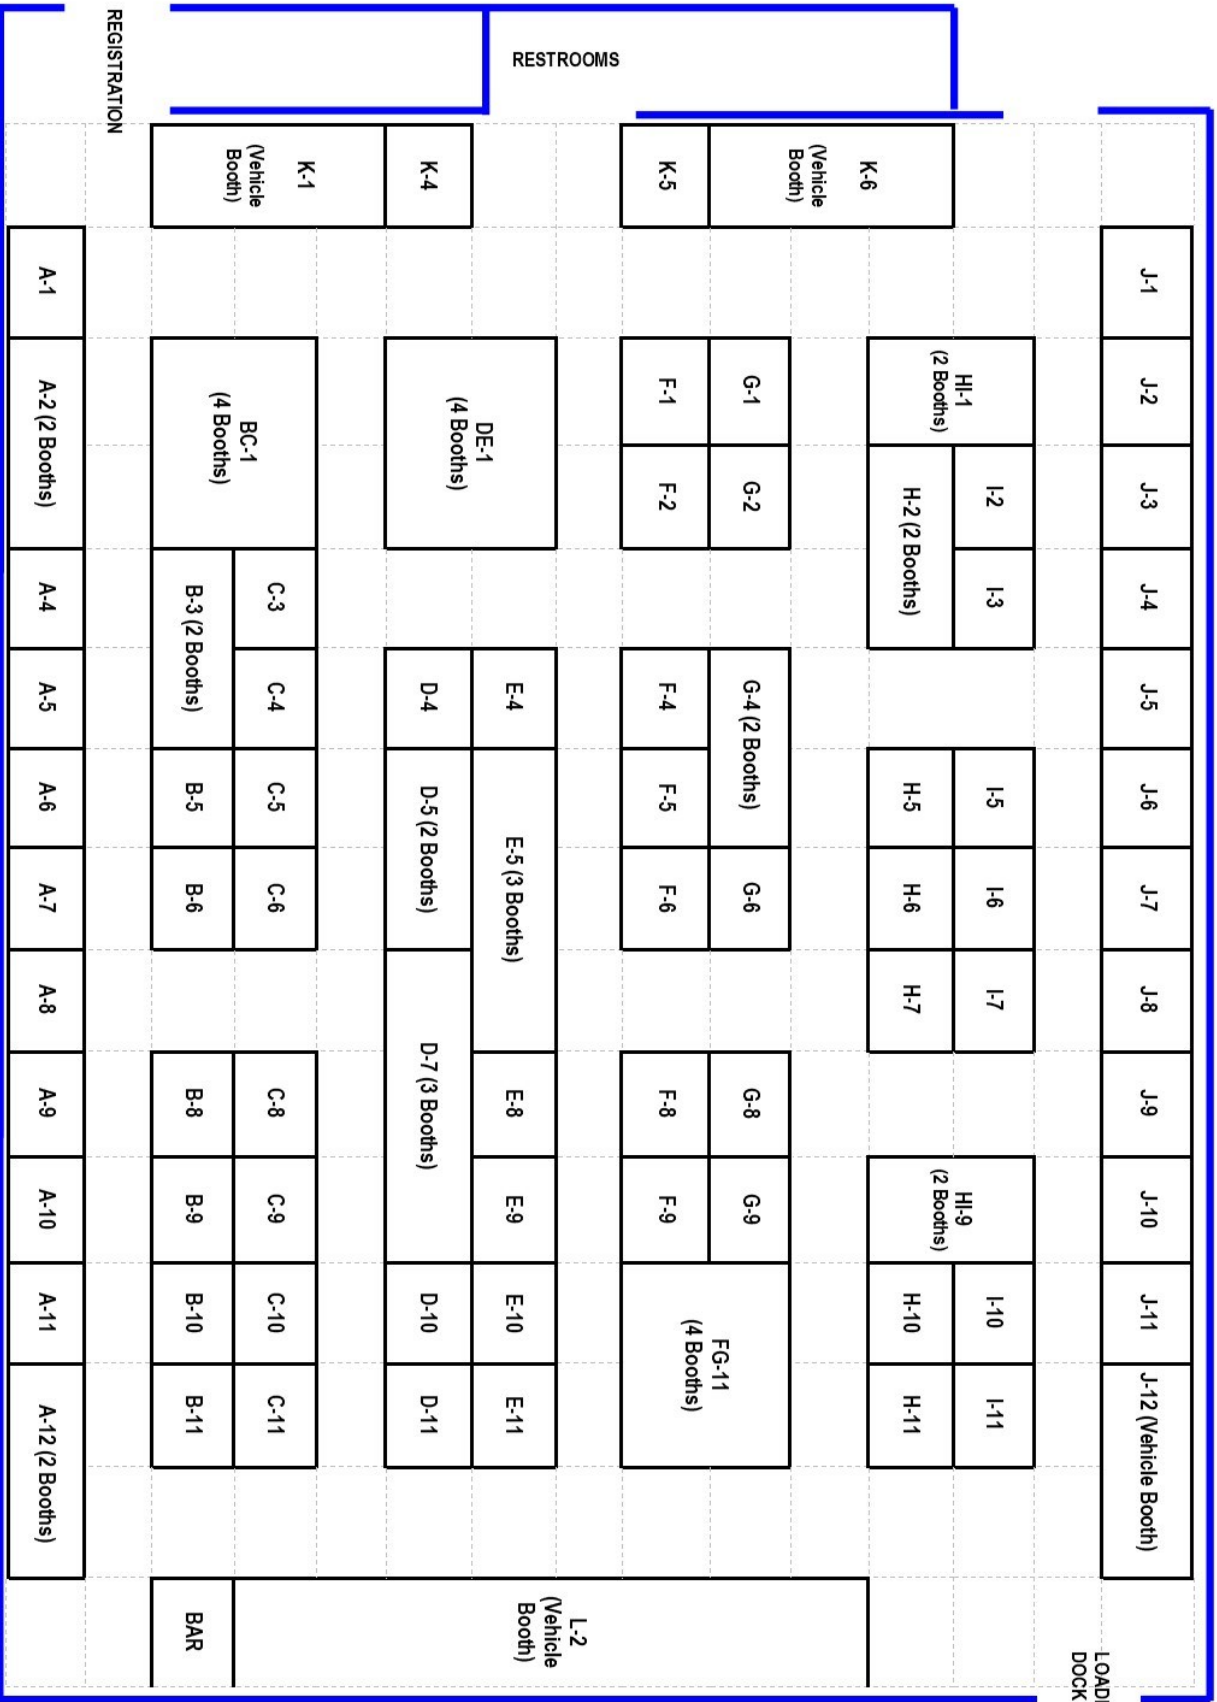 REGISTRATION
RESTROOMS
K-1
(Vehicle
Booth)
K-4
K-5
K-6
(Vehicle
Booth)
A-1
A-2 (2 Booths)
A-4
A-5
A-6
A-7
A-8
A-9
A-10
A-11
A-12 (2 Booths)
BC-1
(4 Booths)
B-3 (2 Booths)
B-5
B-6
B-8
B-9
B-10
B-11
C-3
C-4
C-5
C-6
C-8
C-9
C-10
C-11
DE-1
(4 Booths)
D-4
D-5 (2 Booths)
D-7 (3 Booths)
D-10
D-11
E-4
E-5 (3 Booths)
E-8
E-9
E-10
E-11
F-1
F-2
F-4
F-5
F-6
F-8
F-9
FG-11
(4 Booths)
G-1
G-2
G-4 (2 Booths)
G-6
G-8
G-9
HI-1
(2 Booths)
H-2 (2 Booths)
H-5
H-6
H-7
HI-9
(2 Booths)
H-10
H-11
I-2
I-3
I-5
I-6
I-7
I-10
I-11
J-1
J-2
J-3
J-4
J-5
J-6
J-7
J-8
J-9
J-10
J-11
J-12 (Vehicle Booth)
BAR
L-2
(Vehicle
Booth)
LOAD
DOCK